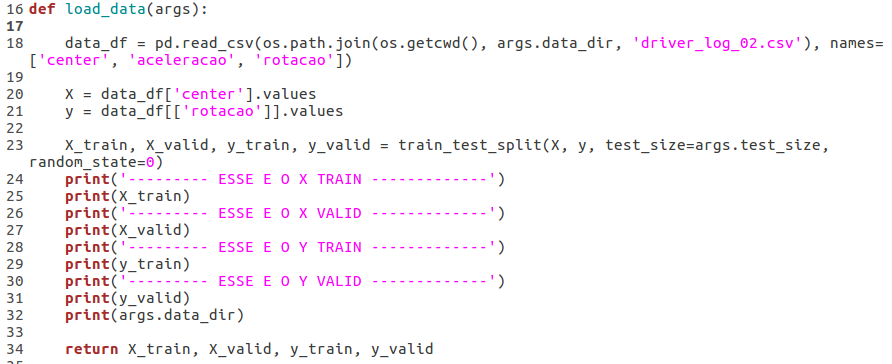 16 def load_data(args):
17
18     data_df = pd.read_csv(os.path.join(os.getcwd(), args.data_dir, 'driver_log_02.csv'), names=
['center', 'aceleracao', 'rotacao'])
19
20     X = data_df['center'].values
21     y = data_df[['rotacao']].values
22
23     X_train, X_valid, y_train, y_valid = train_test_split(X, y, test_size=args.test_size,
random_state=0)
24     print('--------- ESSE E O X TRAIN -------------')
25     print(X_train)
26     print('--------- ESSE E O X VALID -------------')
27     print(X_valid)
28     print('--------- ESSE E O Y TRAIN -------------')
29     print(y_train)
30     print('--------- ESSE E O Y VALID -------------')
31     print(y_valid)
32     print(args.data_dir)
33
34     return X_train, X_valid, y_train, y_valid